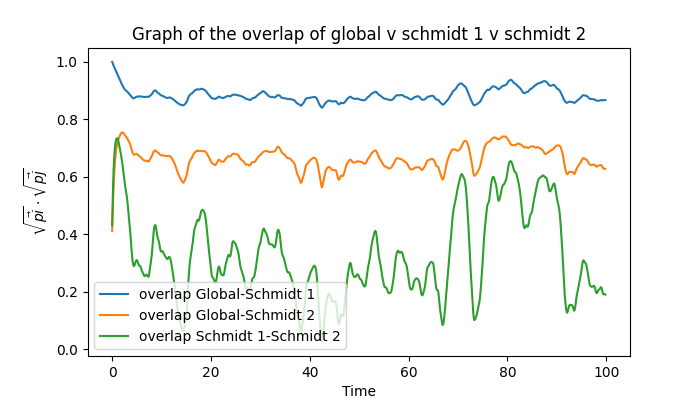 Graph of the overlap of global v schmidt 1 v schmidt 2
1.0
0.8
0.6
0.4
0.2
0.0
√p⃗i · √p⃗j
overlap Global-Schmidt 1
overlap Global-Schmidt 2
overlap Schmidt 1-Schmidt 2
0 20 40 60 80 100
Time